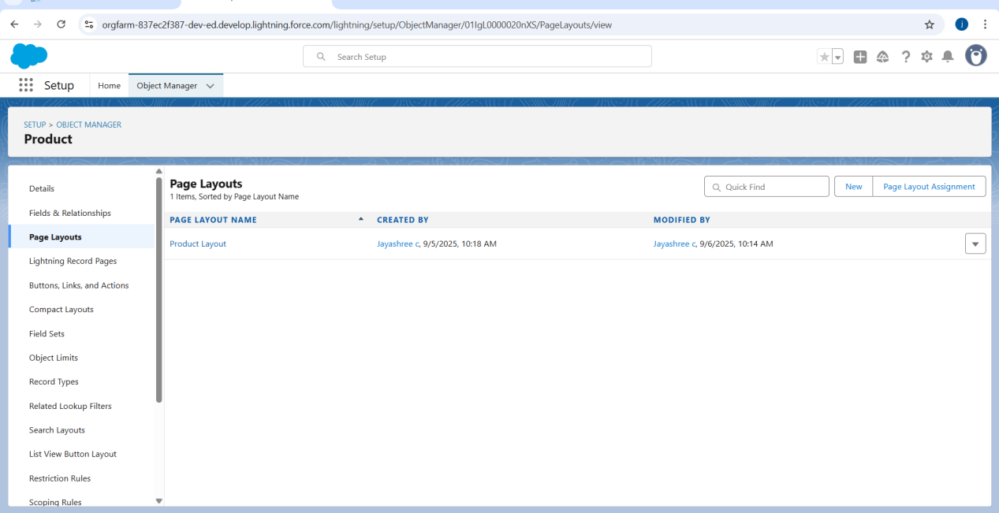 orgfarm-837ec2f387-dev-ed.develop.lightning.force.com/lightning/setup/ObjectManager/01IgL0000020nXS/PageLayouts/view
j
Search Setup
Setup
Home
Object Manager
SETUP > OBJECT MANAGER
Product
Details
Fields & Relationships
Page Layouts
Lightning Record Pages
Buttons, Links, and Actions
Compact Layouts
Field Sets
Object Limits
Record Types
Related Lookup Filters
Search Layouts
List View Button Layout
Restriction Rules
Scoping Rules
Page Layouts
1 Items, Sorted by Page Layout Name
Quick Find
New
Page Layout Assignment
PAGE LAYOUT NAME CREATED BY MODIFIED BY
Product Layout Jayashree c, 9/5/2025, 10:18 AM Jayashree c, 9/6/2025, 10:14 AM